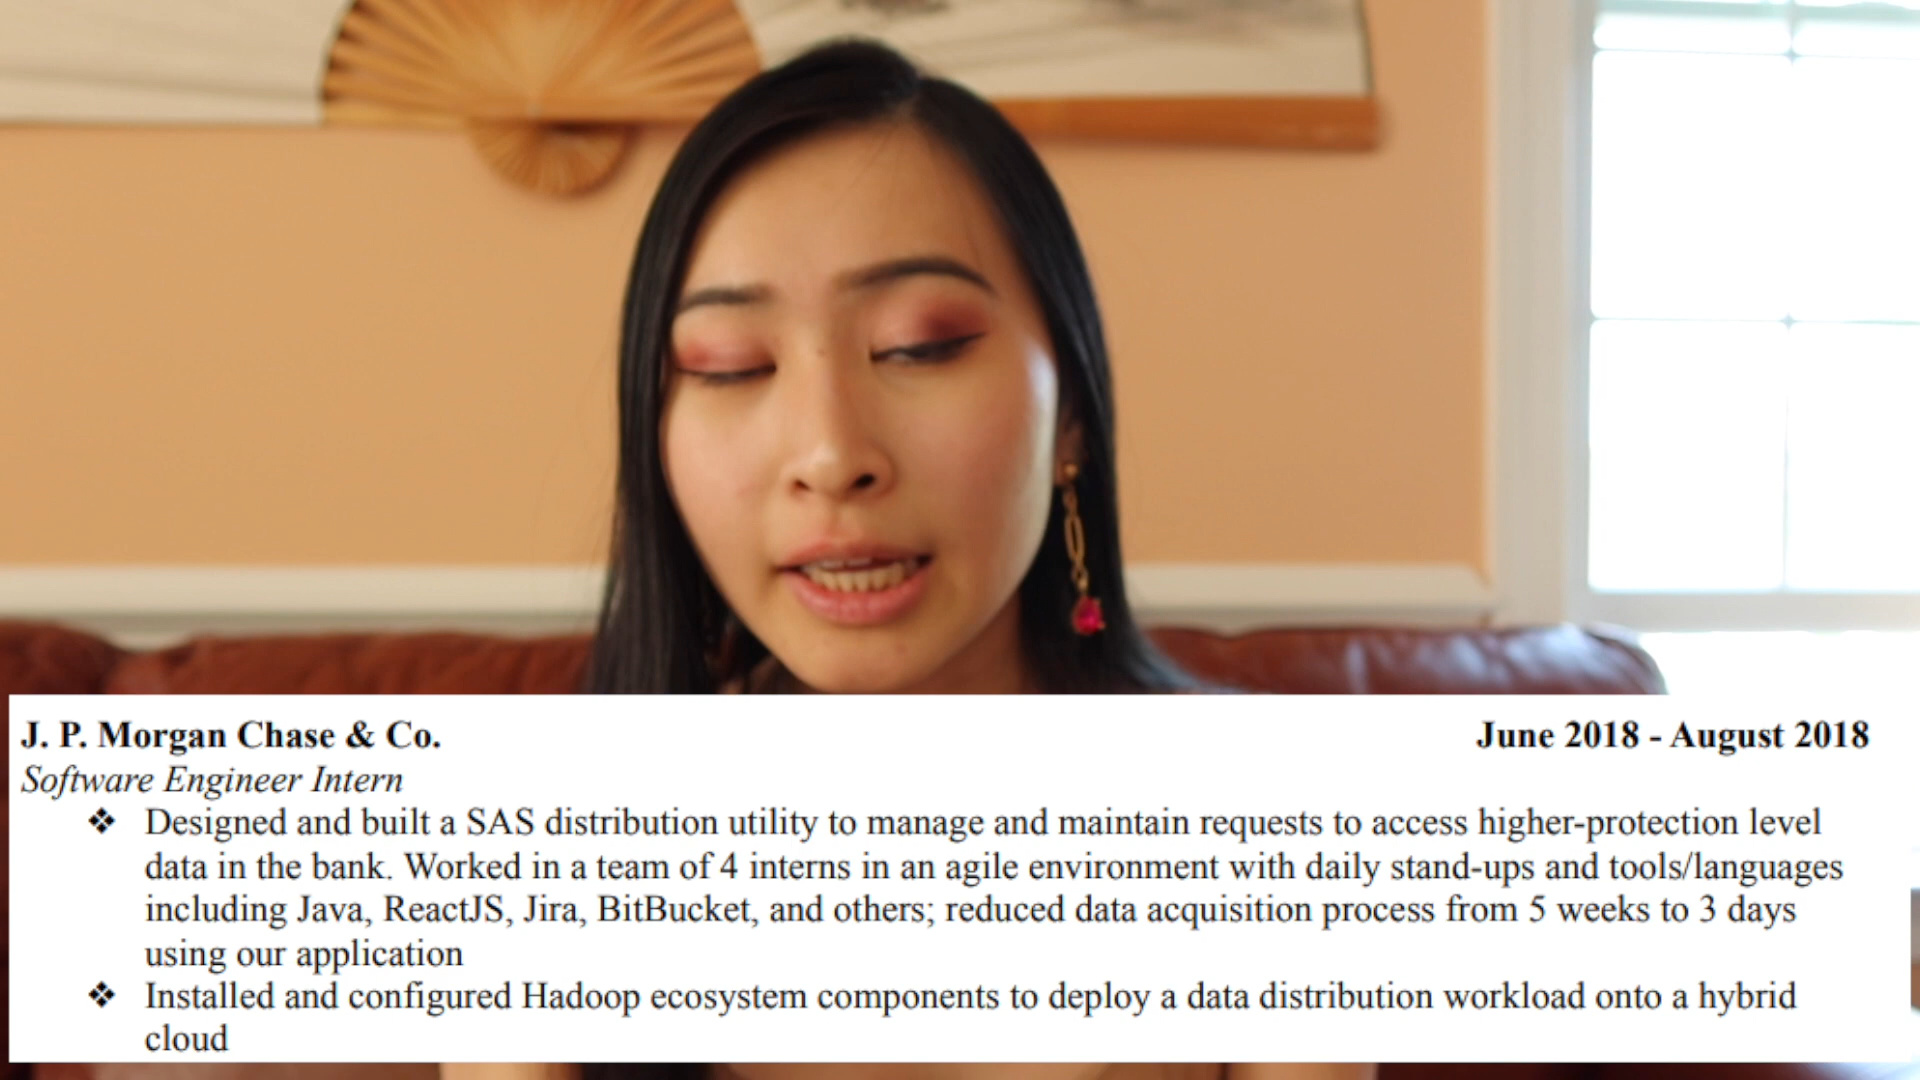 J. P. Morgan Chase & Co. June 2018 - August 2018
Software Engineer Intern
❖ Designed and built a SAS distribution utility to manage and maintain requests to access higher-protection level
data in the bank. Worked in a team of 4 interns in an agile environment with daily stand-ups and tools/languages
including Java, ReactJS, Jira, BitBucket, and others; reduced data acquisition process from 5 weeks to 3 days
using our application
❖ Installed and configured Hadoop ecosystem components to deploy a data distribution workload onto a hybrid
cloud